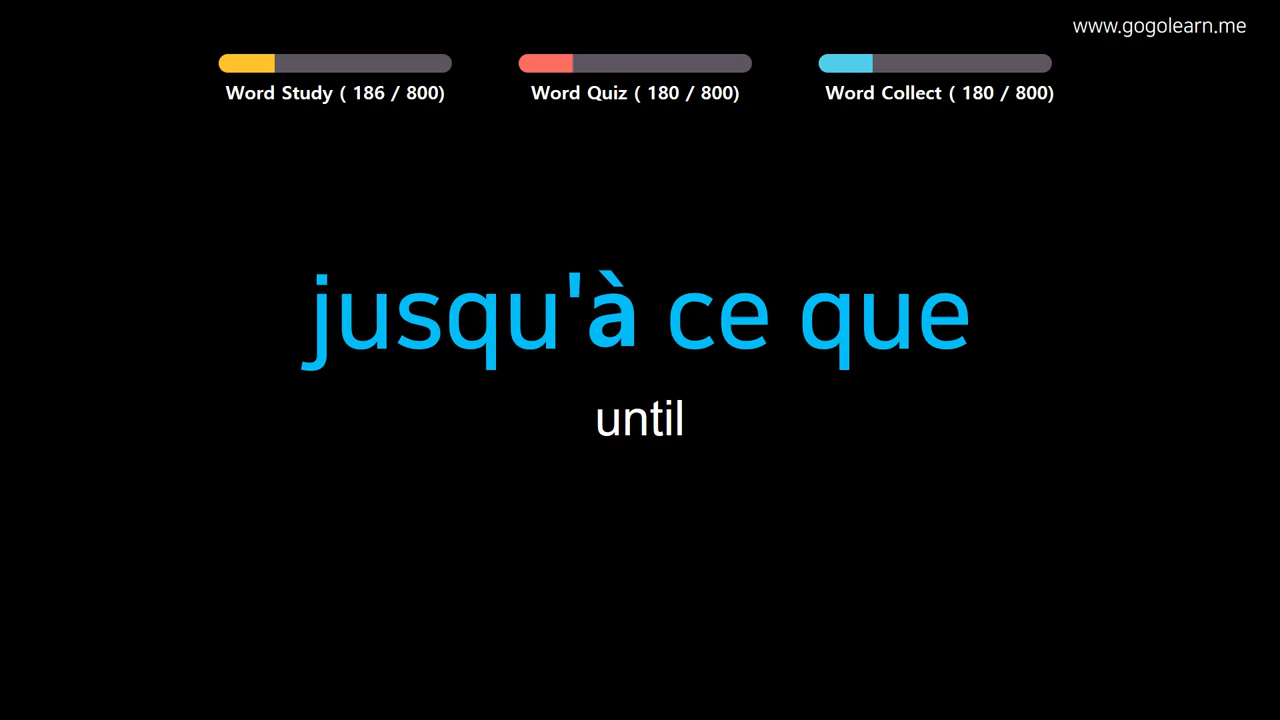 www.gogolearn.me
Word Study ( 186 / 800)
Word Quiz ( 180 / 800)
Word Collect ( 180 / 800)
jusqu'à ce que
until